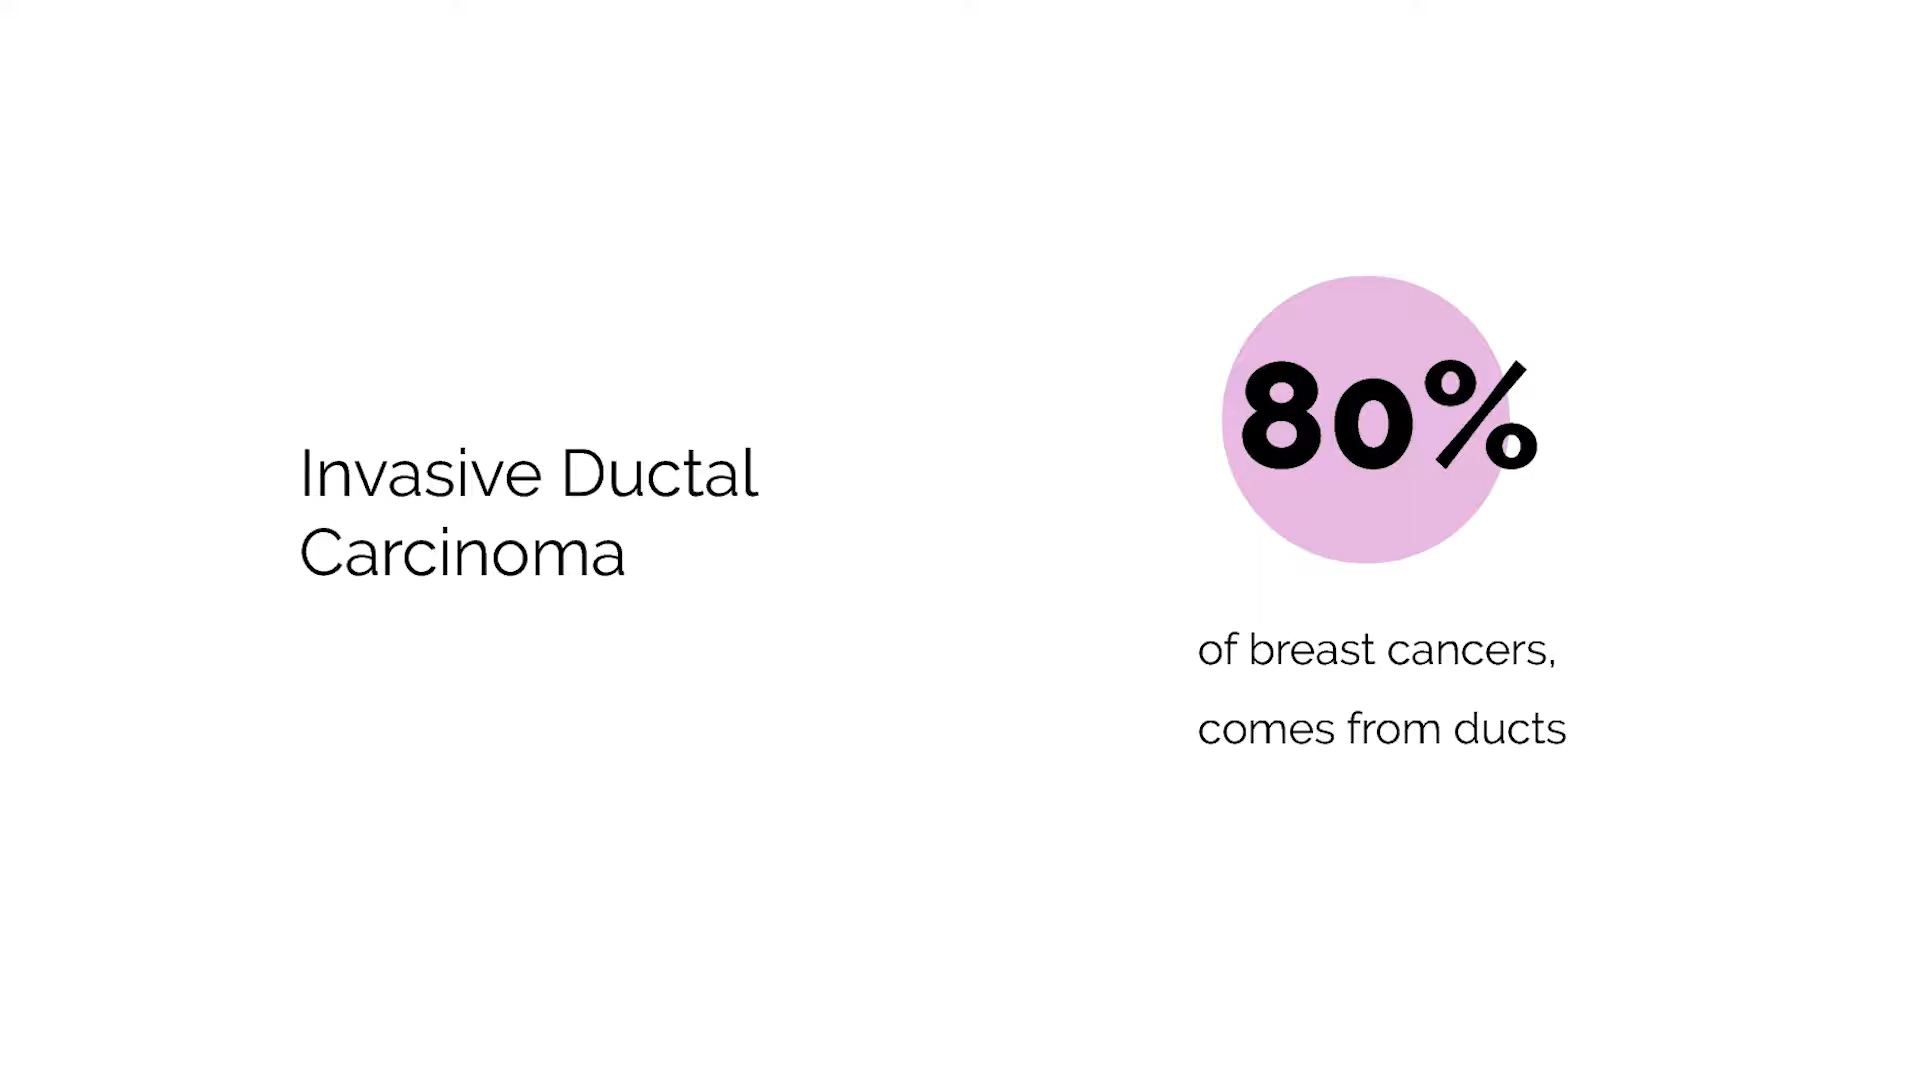 Invasive Ductal
Carcinoma
80%
of breast cancers,
comes from ducts